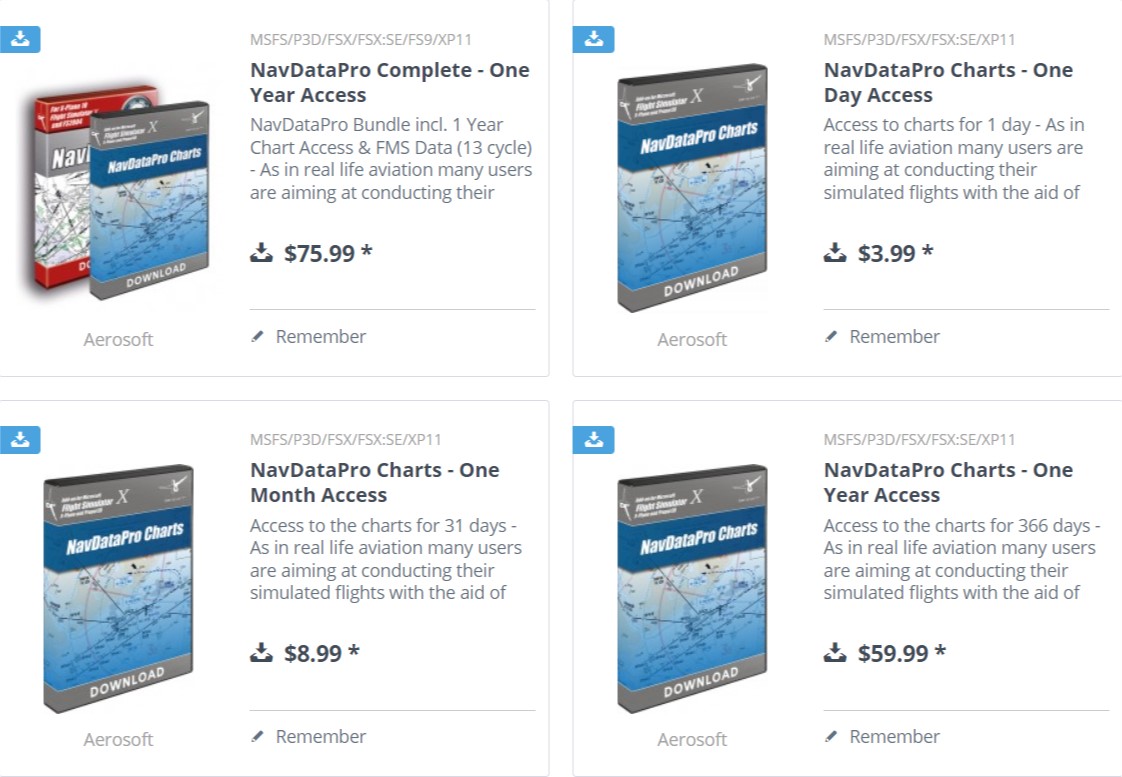 MSFS/P3D/FSX/FSX:SE/FS9/XP11
NavDataPro Complete - One
Year Access
NavDataPro Bundle incl. 1 Year
Chart Access & FMS Data (13 cycle)
- As in real life aviation many users
are aiming at conducting their
$75.99 *
Remember
Flight Simulator X
NavDataPro Charts
DOWNLOAD
Aerosoft
MSFS/P3D/FSX/FSX:SE/XP11
NavDataPro Charts - One
Day Access
Access to charts for 1 day - As in
real life aviation many users are
aiming at conducting their
simulated flights with the aid of
$3.99 *
Remember
Flight Simulator X
NavDataPro Charts
DOWNLOAD
Aerosoft
MSFS/P3D/FSX/FSX:SE/XP11
NavDataPro Charts - One
Month Access
Access to the charts for 31 days -
As in real life aviation many users
are aiming at conducting their
simulated flights with the aid of
$8.99 *
Remember
Flight Simulator X
NavDataPro Charts
DOWNLOAD
Aerosoft
MSFS/P3D/FSX/FSX:SE/XP11
NavDataPro Charts - One
Year Access
Access to the charts for 366 days -
As in real life aviation many users
are aiming at conducting their
simulated flights with the aid of
$59.99 *
Remember
Flight Simulator X
NavDataPro Charts
DOWNLOAD
Aerosoft